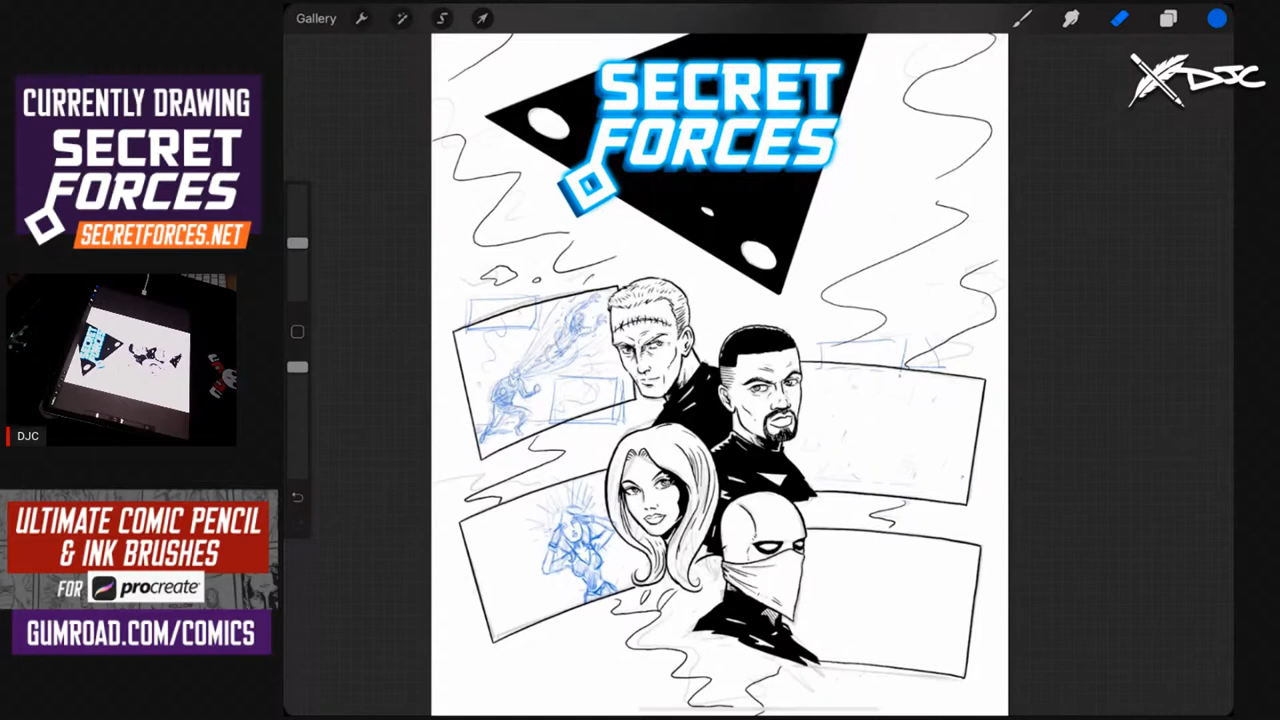 Gallery
DJC
CURRENTLY DRAWING
SECRET
FORCES
SECRETFORCES.NET
SECRET
FORCES
DJC
ULTIMATE COMIC PENCIL
& INK BRUSHES
FOR procreate
GUMROAD.COM/COMICS